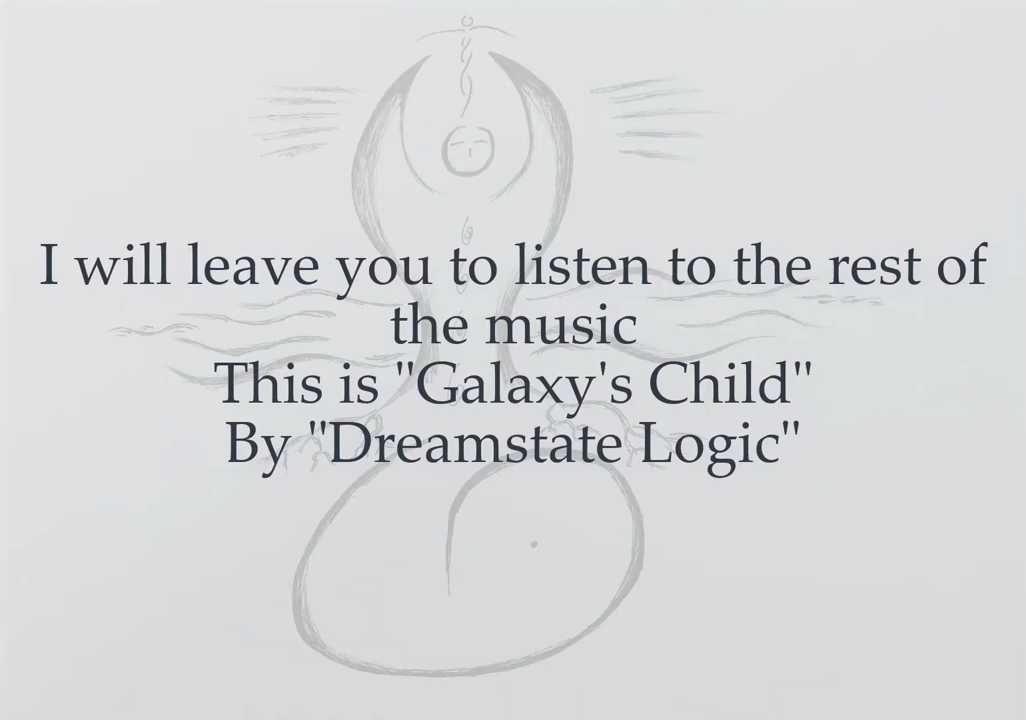 I will leave you to listen to the rest of
the music
This is "Galaxy's Child"
By "Dreamstate Logic"